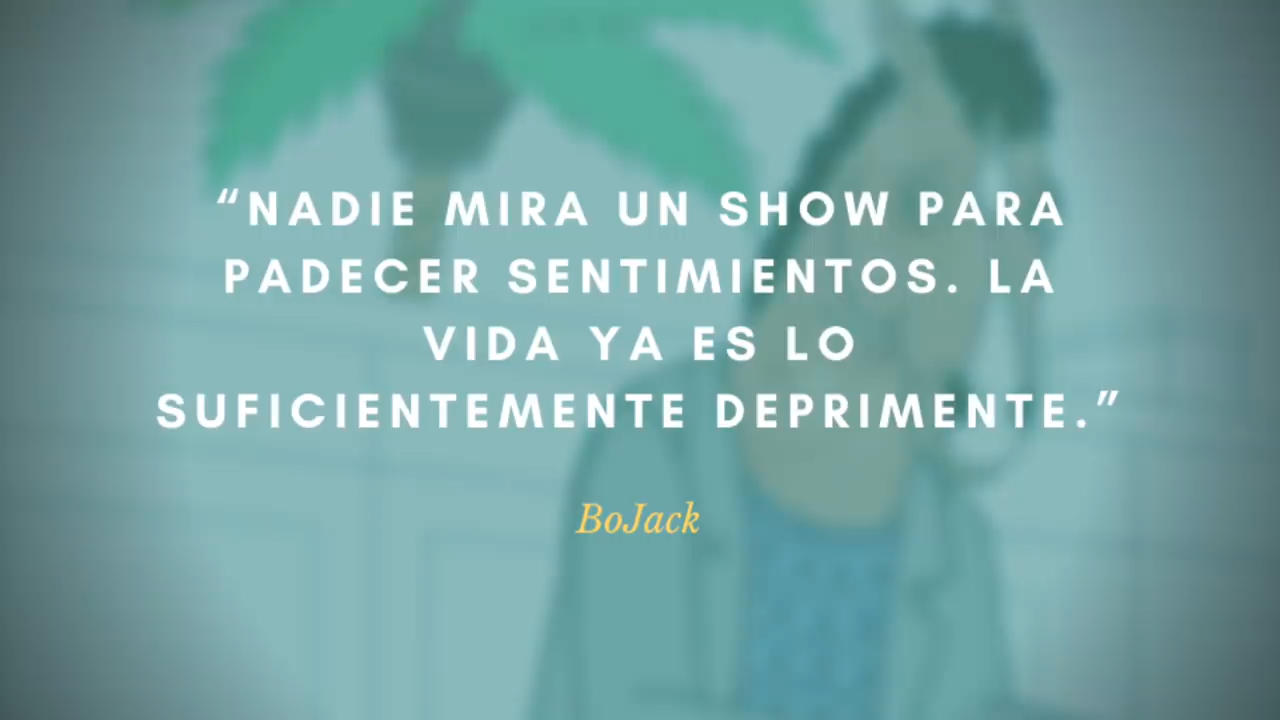 “NADIE MIRA UN SHOW PARA
PADECER SENTIMIENTOS. LA
VIDA YA ES LO
SUFICIENTEMENTE DEPRIMENTE.”
BoJack